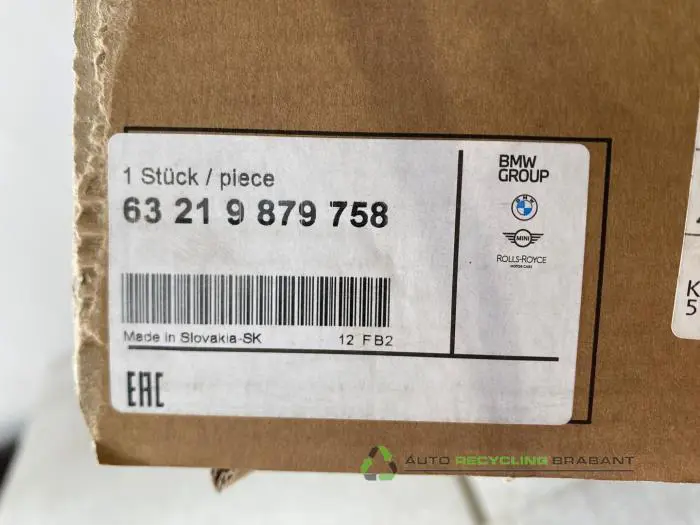 1 Stück / piece
63 21 9 879 758
Made in Slovakia-SK 12 FB2
EAC
BMW
GROUP
BMW
MINI
ROLLS-ROYCE
MOTOR CARS
K
5
AUTO RECYCLING BRABANT